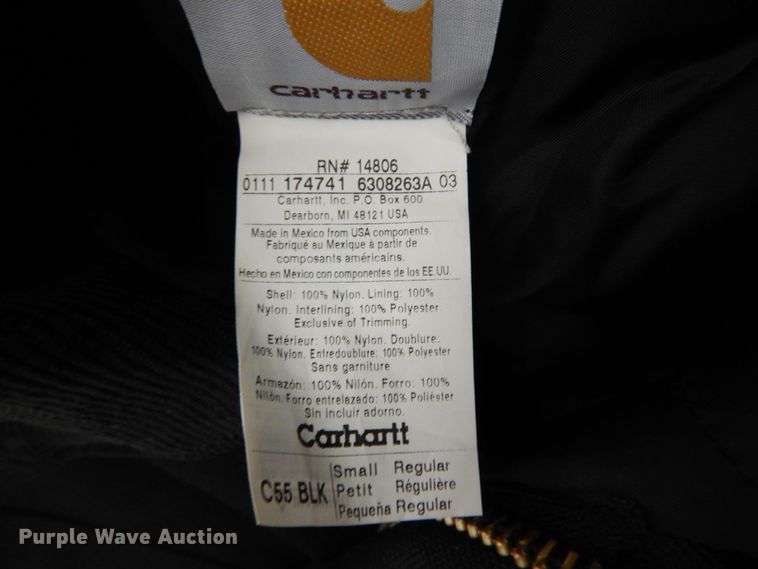 carhartt
RN# 14806
0111 174741 6308263A 03
Carhartt, Inc. P.O. Box 600
Dearborn, MI 48121 USA
Made in Mexico from USA components.
Fabriqué au Mexique à partir de
composants américains.
Hecho en Mexico con componentes de los EE.UU.
Shell: 100% Nylon. Lining: 100%
Nylon. Interlining: 100% Polyester
Exclusive of Trimming.
Extérieur: 100% Nylon. Doublure:
100% Nylon. Entredoublure: 100% Polyester
Sans garniture
Armazón: 100% Nilón. Forro: 100%
Nilón. Forro entrelazado: 100% Poliéster
Sin incluir adorno.
Carhartt
C55 BLK
Small Regular
Petit Régulière
Pequeña Regular
Purple Wave Auction